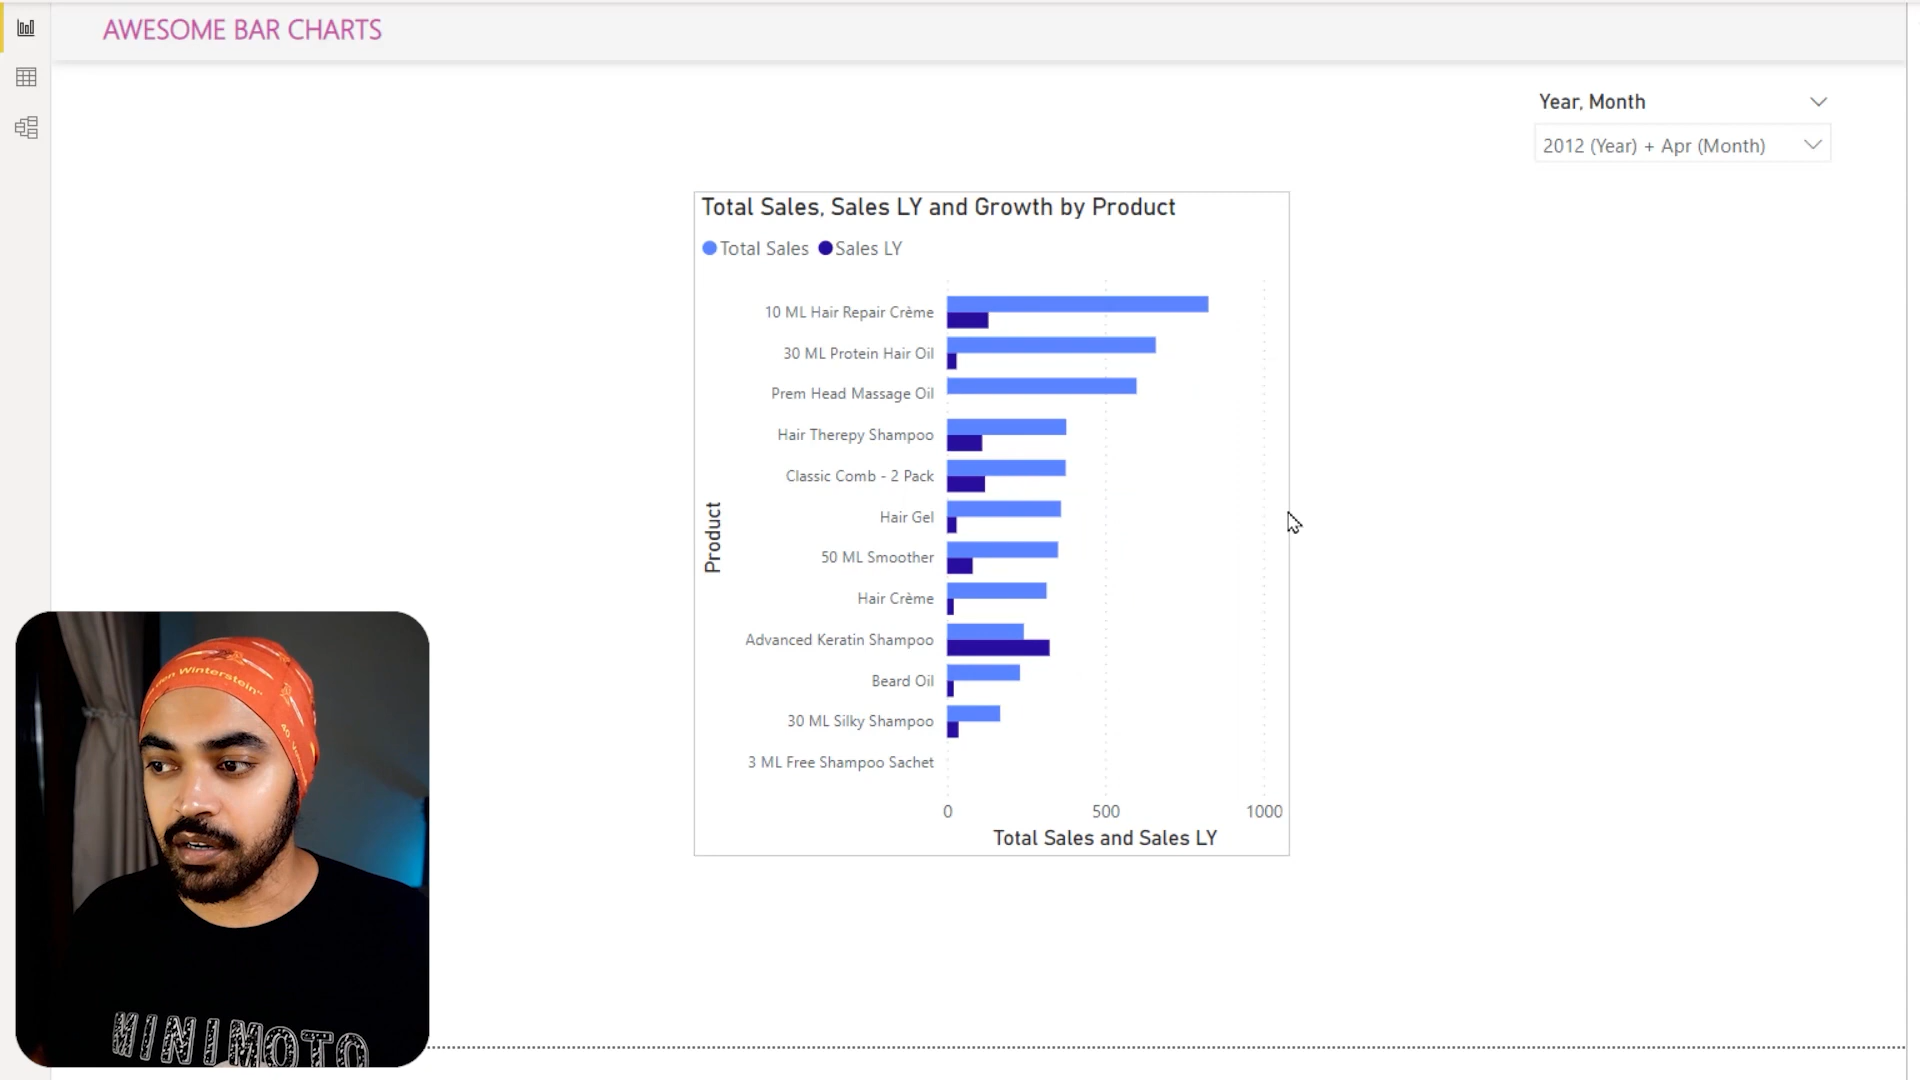 AWESOME BAR CHARTS
Year, Month
2012 (Year) + Apr (Month)
Total Sales, Sales LY and Growth by Product
Total Sales Sales LY
10 ML Hair Repair Crème
30 ML Protein Hair Oil
Prem Head Massage Oil
Hair Therepy Shampoo
Classic Comb - 2 Pack
Hair Gel
50 ML Smoother
Hair Crème
Advanced Keratin Shampoo
Beard Oil
30 ML Silky Shampoo
3 ML Free Shampoo Sachet
Product
0 500 1000
Total Sales and Sales LY
Winterstein"
MINIMOTO